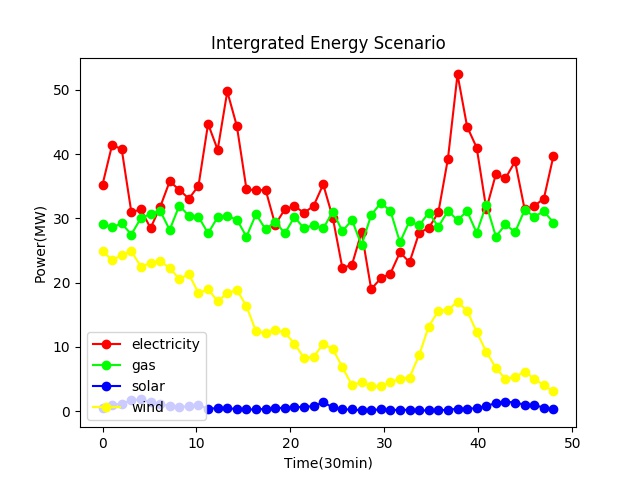 Intergrated Energy Scenario
Power(MW)
50
40
30
20
10
0
electricity
gas
solar
wind
0 10 20 30 40 50
Time(30min)